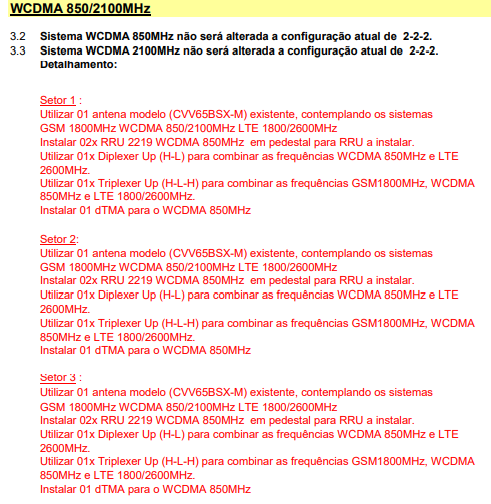 WCDMA 850/2100MHz
3.2 Sistema WCDMA 850MHz não será alterada a configuração atual de 2-2-2.
3.3 Sistema WCDMA 2100MHz não será alterada a configuração atual de 2-2-2.
Detalhamento:
Setor 1 :
Utilizar 01 antena modelo (CVV65BSX-M) existente, contemplando os sistemas
GSM 1800MHz WCDMA 850/2100MHz LTE 1800/2600MHz
Instalar 02x RRU 2219 WCDMA 850MHz em pedestal para RRU a instalar.
Utilizar 01x Diplexer Up (H-L) para combinar as frequências WCDMA 850MHz e LTE
2600MHz.
Utilizar 01x Triplexer Up (H-L-H) para combinar as frequências GSM1800MHz, WCDMA
850MHz e LTE 1800/2600MHz.
Instalar 01 dTMA para o WCDMA 850MHz
Setor 2:
Utilizar 01 antena modelo (CVV65BSX-M) existente, contemplando os sistemas
GSM 1800MHz WCDMA 850/2100MHz LTE 1800/2600MHz
Instalar 02x RRU 2219 WCDMA 850MHz em pedestal para RRU a instalar.
Utilizar 01x Diplexer Up (H-L) para combinar as frequências WCDMA 850MHz e LTE
2600MHz.
Utilizar 01x Triplexer Up (H-L-H) para combinar as frequências GSM1800MHz, WCDMA
850MHz e LTE 1800/2600MHz.
Instalar 01 dTMA para o WCDMA 850MHz
Setor 3 :
Utilizar 01 antena modelo (CVV65BSX-M) existente, contemplando os sistemas
GSM 1800MHz WCDMA 850/2100MHz LTE 1800/2600MHz
Instalar 02x RRU 2219 WCDMA 850MHz em pedestal para RRU a instalar.
Utilizar 01x Diplexer Up (H-L) para combinar as frequências WCDMA 850MHz e LTE
2600MHz.
Utilizar 01x Triplexer Up (H-L-H) para combinar as frequências GSM1800MHz, WCDMA
850MHz e LTE 1800/2600MHz.
Instalar 01 dTMA para o WCDMA 850MHz